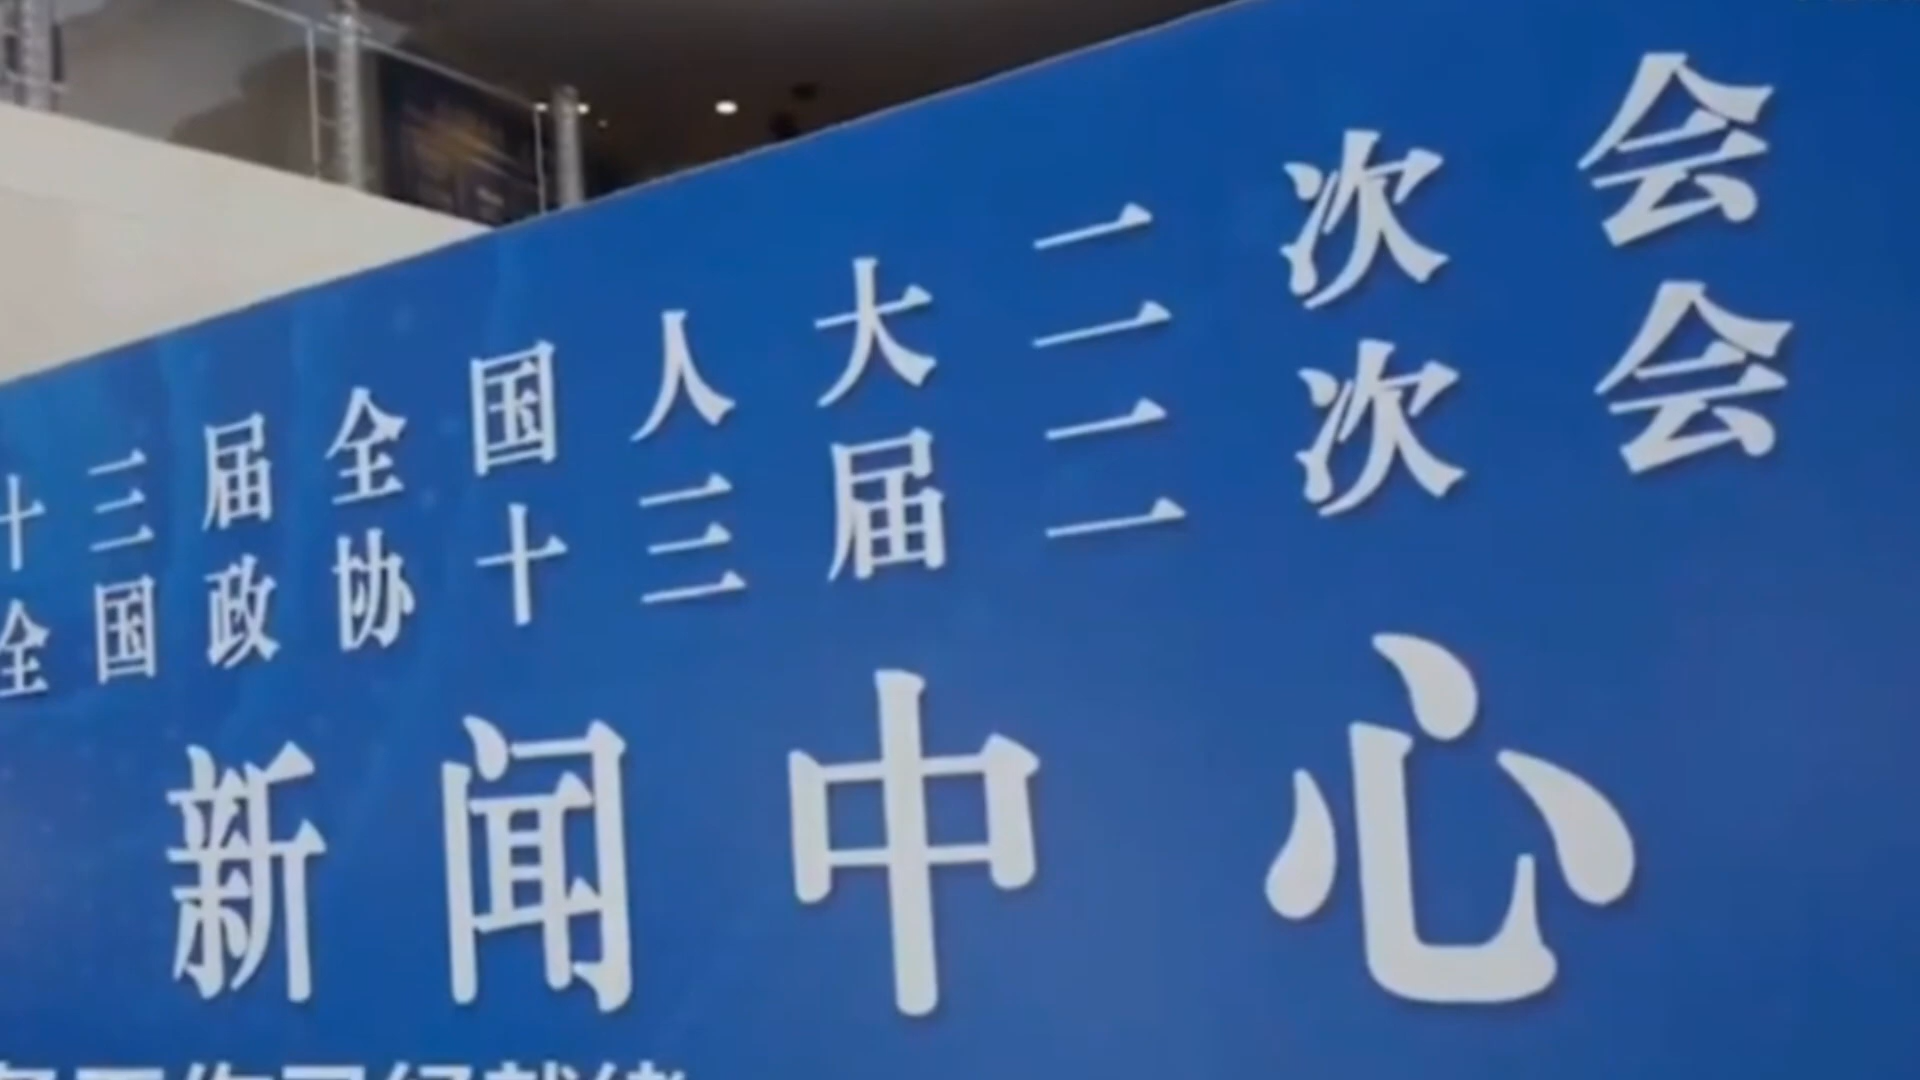 十三届全国人大二次会
全国政协十三届二次会
新闻中心